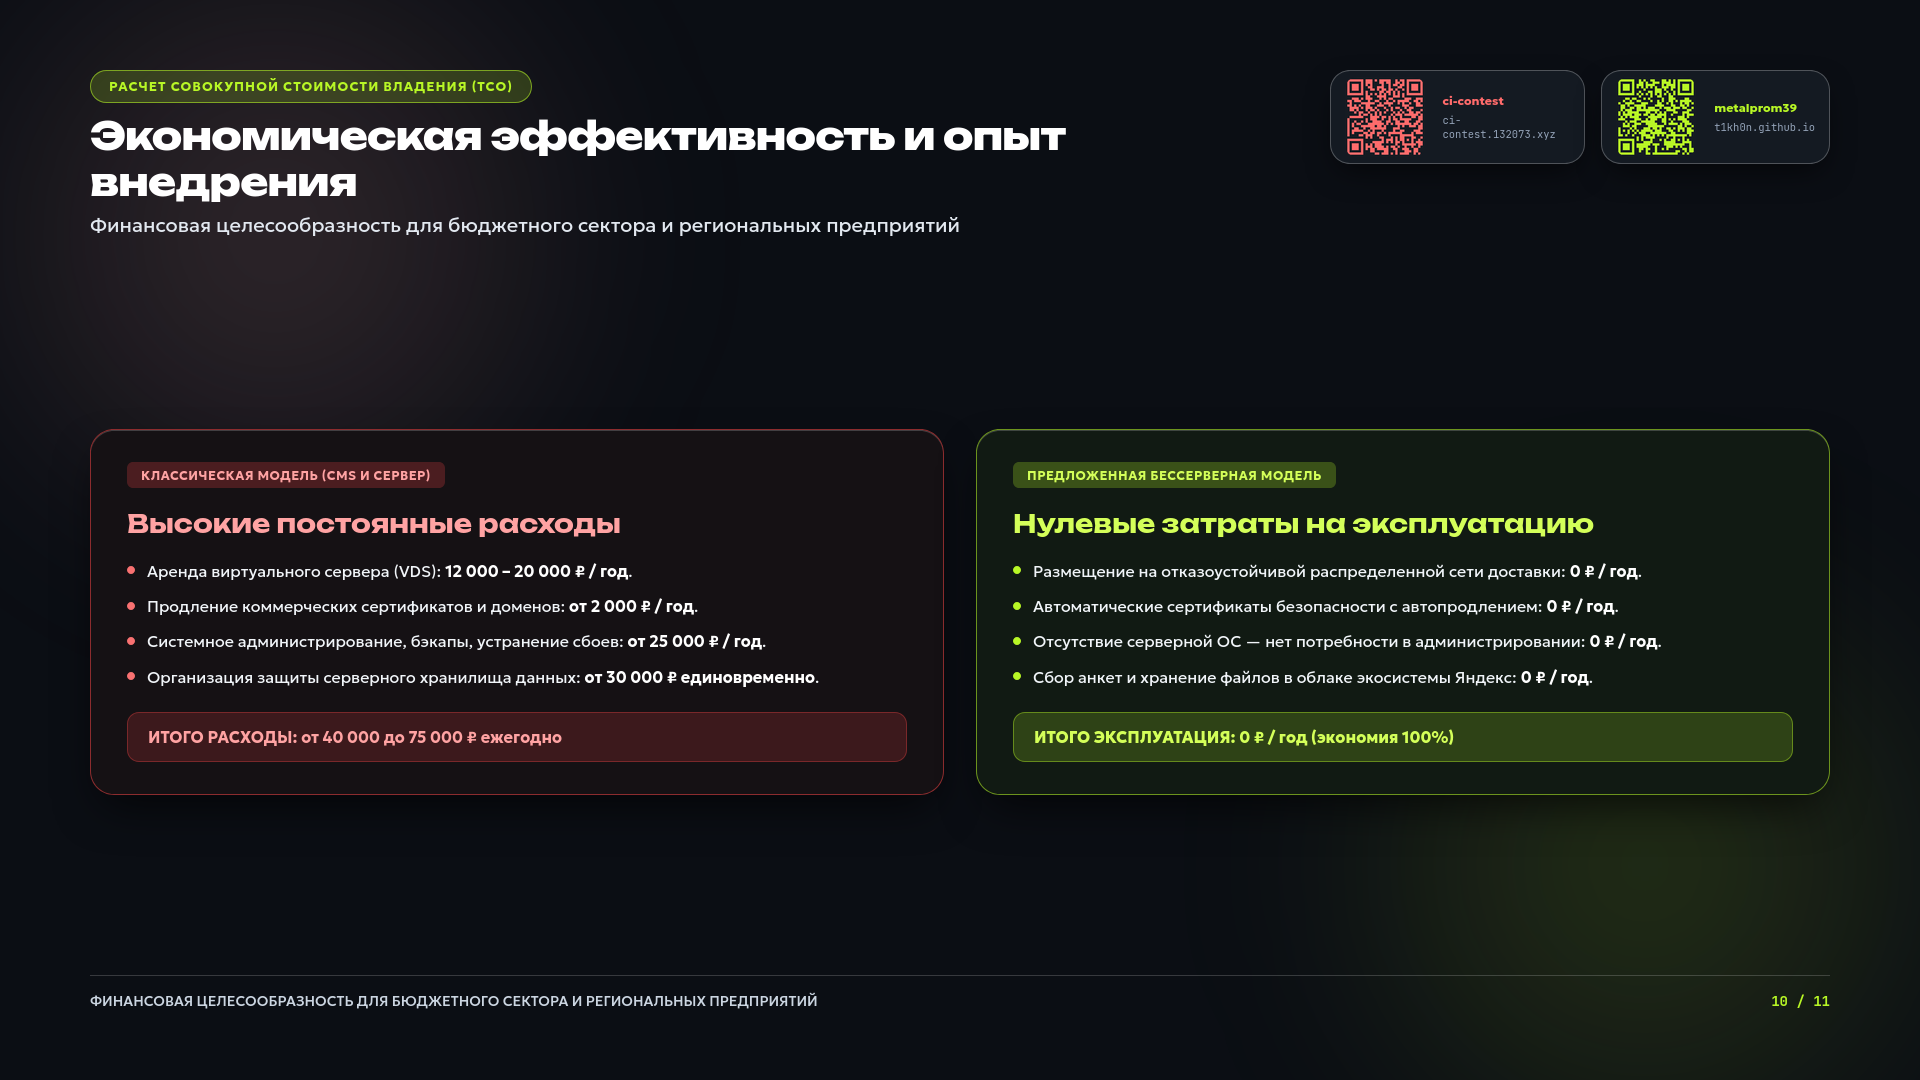 РАСЧЕТ СОВОКУПНОЙ СТОИМОСТИ ВЛАДЕНИЯ (TCO)
Экономическая эффективность и опыт
внедрения
Финансовая целесообразность для бюджетного сектора и региональных предприятий
ci-contest
ci-
contest.132073.xyz
metalprom39
t1kh0n.github.io
КЛАССИЧЕСКАЯ МОДЕЛЬ (CMS И СЕРВЕР)
Высокие постоянные расходы
Аренда виртуального сервера (VDS): 12 000 – 20 000 ₽ / год.
Продление коммерческих сертификатов и доменов: от 2 000 ₽ / год.
Системное администрирование, бэкапы, устранение сбоев: от 25 000 ₽ / год.
Организация защиты серверного хранилища данных: от 30 000 ₽ единовременно.
ИТОГО РАСХОДЫ: от 40 000 до 75 000 ₽ ежегодно
ПРЕДЛОЖЕННАЯ БЕССЕРВЕРНАЯ МОДЕЛЬ
Нулевые затраты на эксплуатацию
Размещение на отказоустойчивой распределенной сети доставки: 0 ₽ / год.
Автоматические сертификаты безопасности с автопродлением: 0 ₽ / год.
Отсутствие серверной ОС — нет потребности в администрировании: 0 ₽ / год.
Сбор анкет и хранение файлов в облаке экосистемы Яндекс: 0 ₽ / год.
ИТОГО ЭКСПЛУАТАЦИЯ: 0 ₽ / год (экономия 100%)
ФИНАНСОВАЯ ЦЕЛЕСООБРАЗНОСТЬ ДЛЯ БЮДЖЕТНОГО СЕКТОРА И РЕГИОНАЛЬНЫХ ПРЕДПРИЯТИЙ
10 / 11